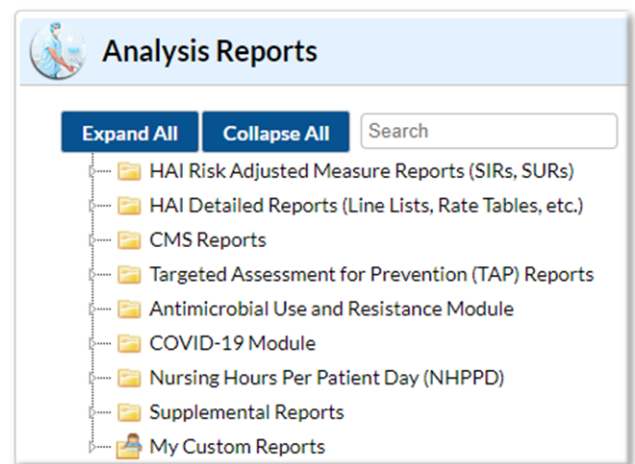 Analysis Reports
Expand All Collapse All Search
HAI Risk Adjusted Measure Reports (SIRs, SURs)
HAI Detailed Reports (Line Lists, Rate Tables, etc.)
CMS Reports
Targeted Assessment for Prevention (TAP) Reports
Antimicrobial Use and Resistance Module
COVID-19 Module
Nursing Hours Per Patient Day (NHPPD)
Supplemental Reports
My Custom Reports